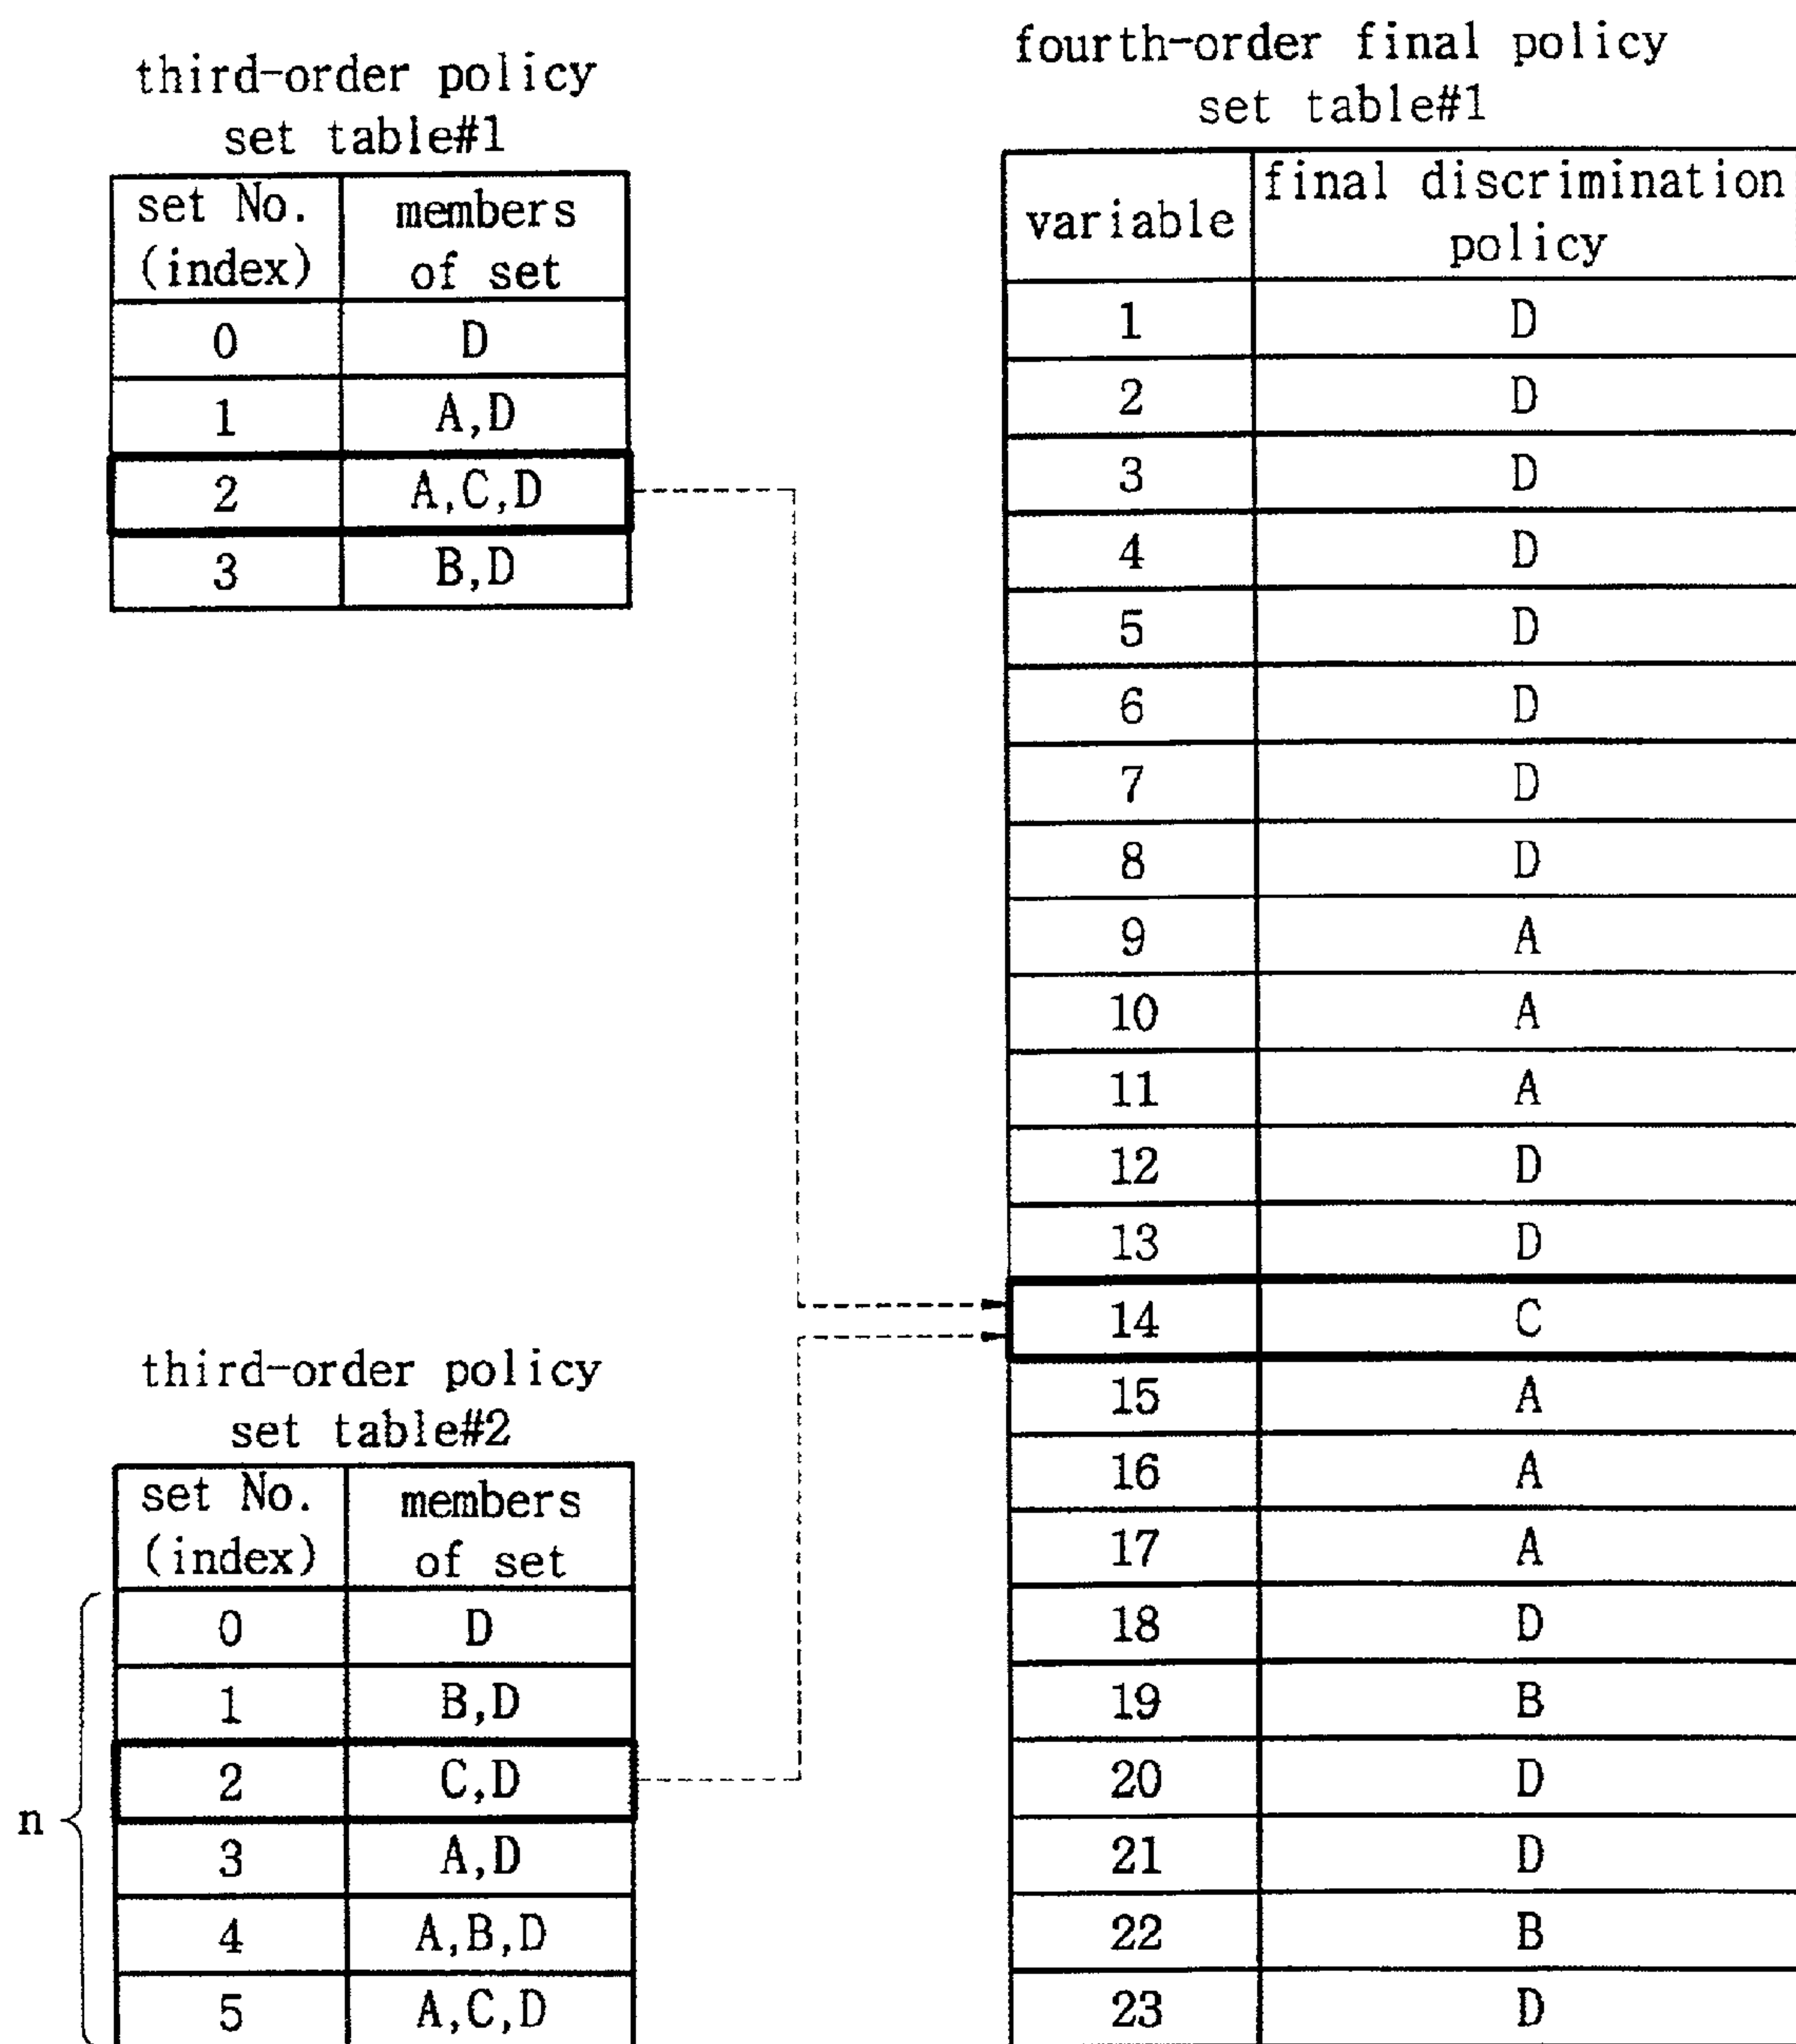 third-order policy
set table#1
set No. (index) members of set
0 D
1 A,D
2 A,C,D
3 B,D
third-order policy
set table#2
set No. (index) members of set
0 D
1 B,D
2 C,D
3 A,D
4 A,B,D
5 A,C,D
n
fourth-order final policy
set table#1
variable final discrimination policy
1 D
2 D
3 D
4 D
5 D
6 D
7 D
8 D
9 A
10 A
11 A
12 D
13 D
14 C
15 A
16 A
17 A
18 D
19 B
20 D
21 D
22 B
23 D